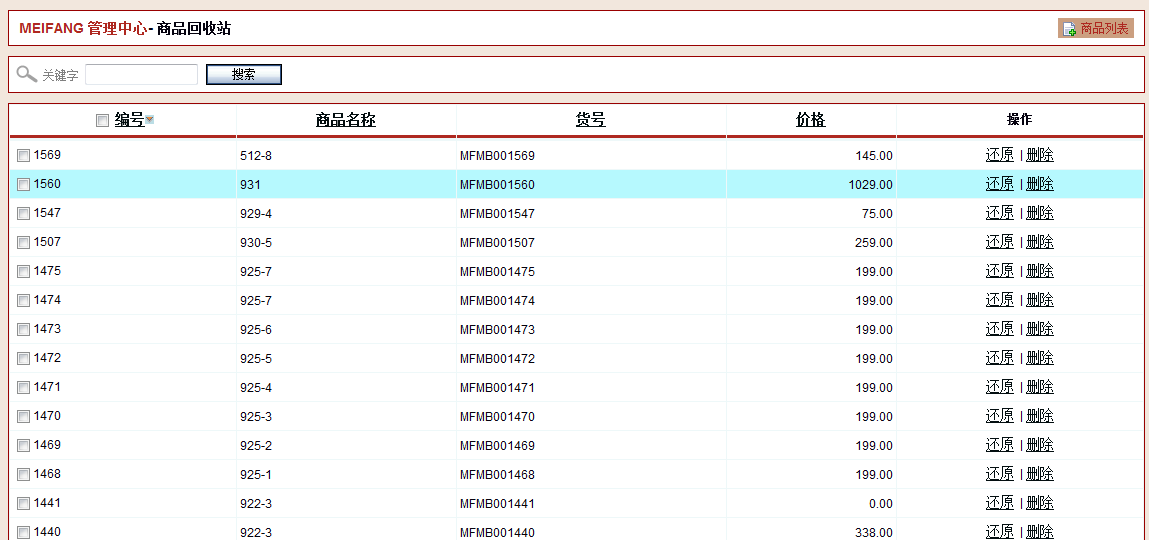 MEIFANG 管理中心 - 商品回收站 商品列表
关键字 搜索
编号 商品名称 货号 价格 操作
1569 512-8 MFMB001569 145.00 还原 | 删除
1560 931 MFMB001560 1029.00 还原 | 删除
1547 929-4 MFMB001547 75.00 还原 | 删除
1507 930-5 MFMB001507 259.00 还原 | 删除
1475 925-7 MFMB001475 199.00 还原 | 删除
1474 925-7 MFMB001474 199.00 还原 | 删除
1473 925-6 MFMB001473 199.00 还原 | 删除
1472 925-5 MFMB001472 199.00 还原 | 删除
1471 925-4 MFMB001471 199.00 还原 | 删除
1470 925-3 MFMB001470 199.00 还原 | 删除
1469 925-2 MFMB001469 199.00 还原 | 删除
1468 925-1 MFMB001468 199.00 还原 | 删除
1441 922-3 MFMB001441 0.00 还原 | 删除
1440 922-3 MFMB001440 338.00 还原 | 删除